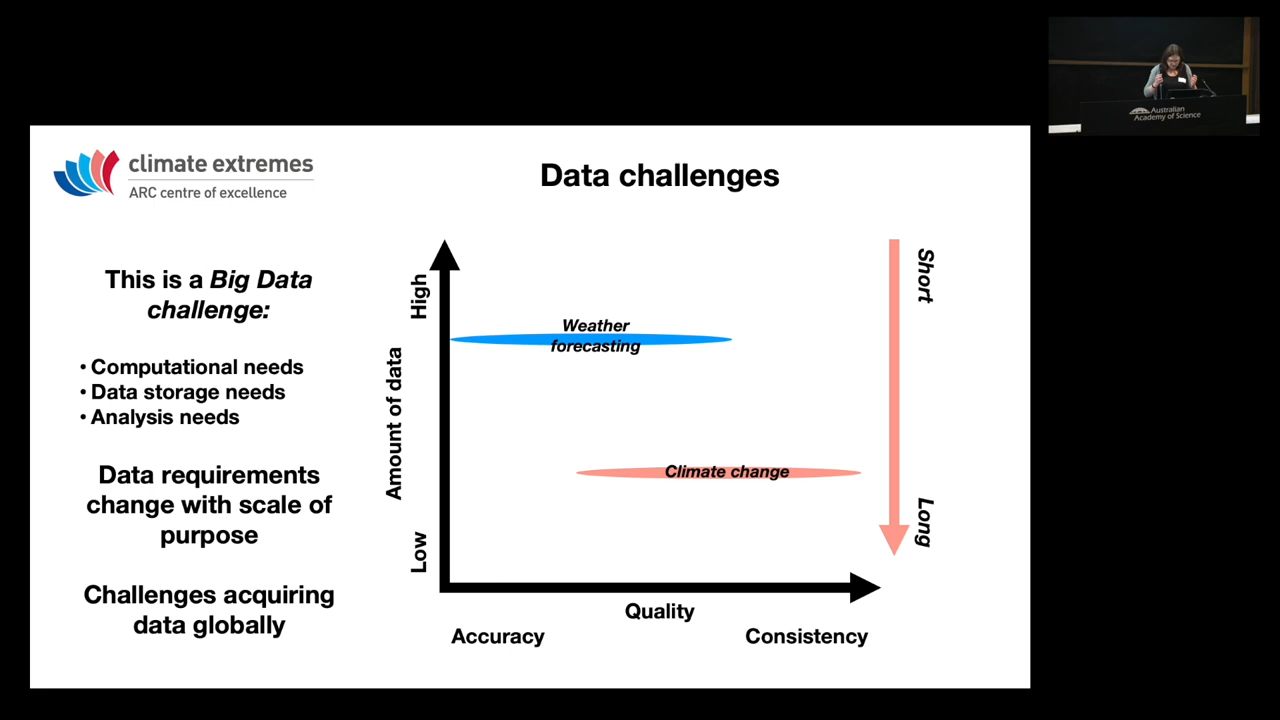 climate extremes
ARC centre of excellence
Data challenges
This is a Big Data
challenge:
• Computational needs
• Data storage needs
• Analysis needs
Data requirements
change with scale of
purpose
Challenges acquiring
data globally
High
Amount of data
Low
Weather
forecasting
Climate change
Short
Long
Quality
Accuracy
Consistency
Australian
Academy of Science